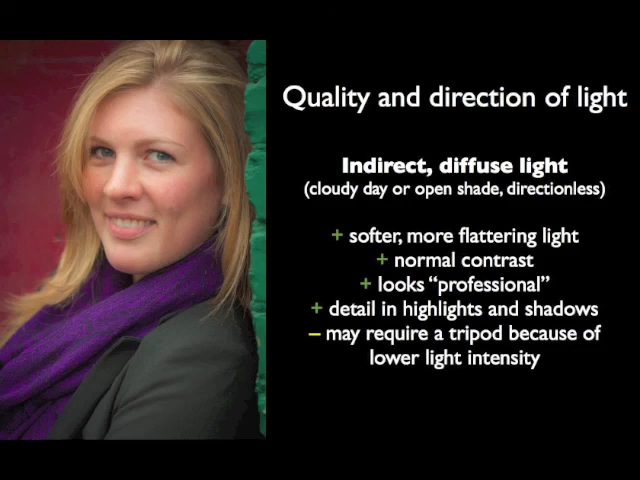 Quality and direction of light
Indirect, diffuse light
(cloudy day or open shade, directionless)
+ softer, more flattering light
+ normal contrast
+ looks “professional”
+ detail in highlights and shadows
– may require a tripod because of
lower light intensity